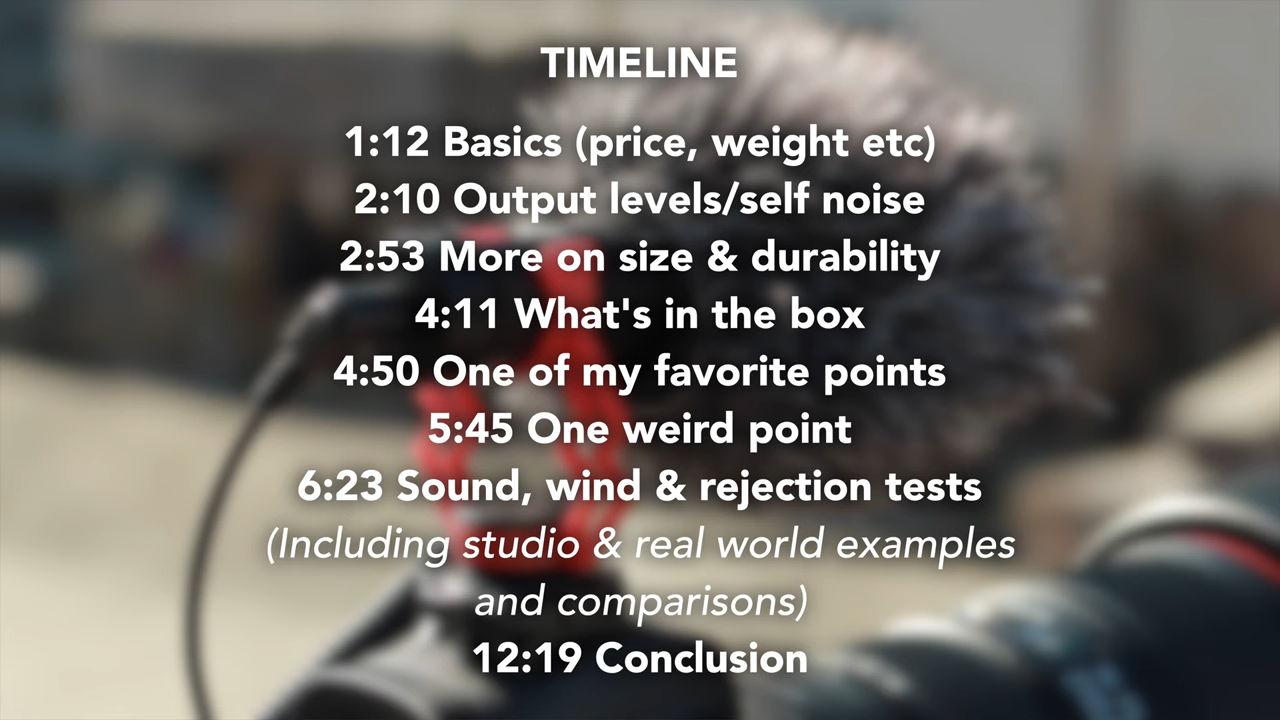 TIMELINE
1:12 Basics (price, weight etc)
2:10 Output levels/self noise
2:53 More on size & durability
4:11 What's in the box
4:50 One of my favorite points
5:45 One weird point
6:23 Sound, wind & rejection tests
(Including studio & real world examples
and comparisons)
12:19 Conclusion